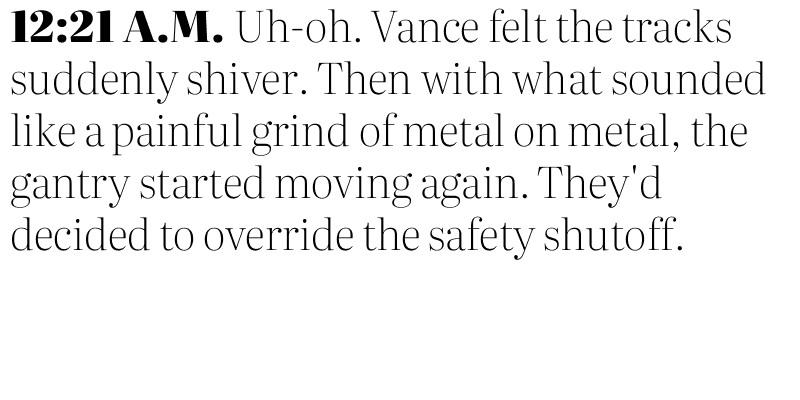 12:21 A.M. Uh-oh. Vance felt the tracks
suddenly shiver. Then with what sounded
like a painful grind of metal on metal, the
gantry started moving again. They'd
decided to override the safety shutoff.